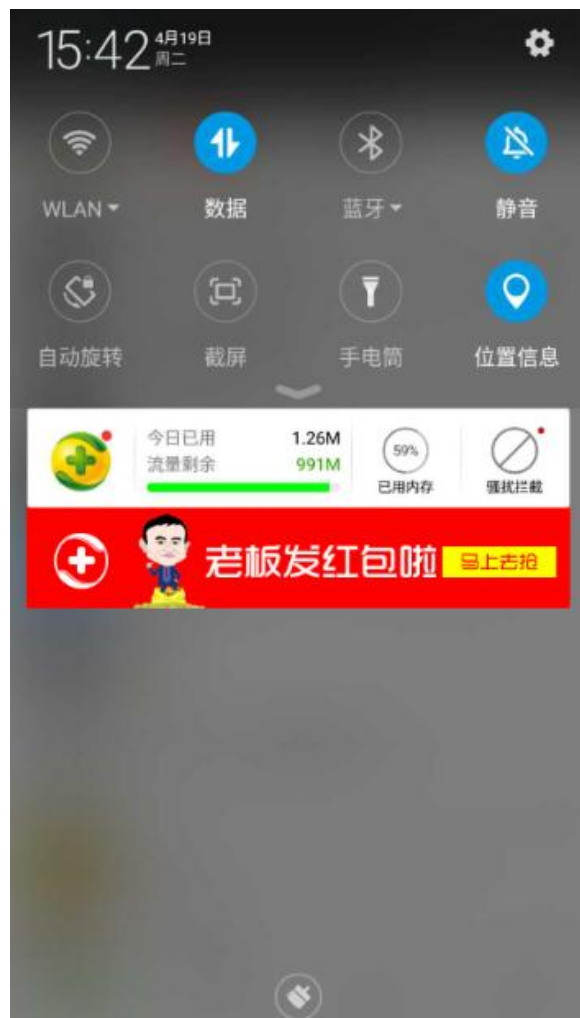 15:42 4月19日
周二
WLAN 数据 蓝牙 静音
自动旋转 截屏 手电筒 位置信息
今日已用 1.26M
流量剩余 991M
59%
已用内存 骚扰拦截
老板发红包啦 马上去抢